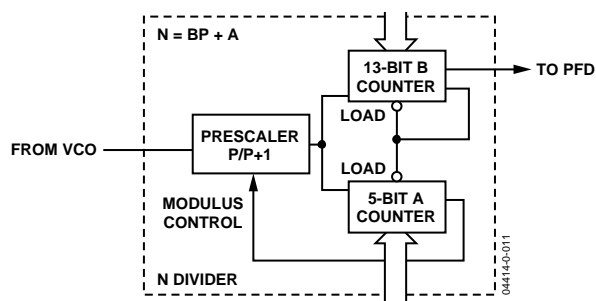 N = BP + A
13-BIT B
COUNTER
TO PFD
LOAD
PRESCALER
P/P+1
FROM VCO
LOAD
MODULUS
CONTROL
5-BIT A
COUNTER
N DIVIDER
04414-0-011